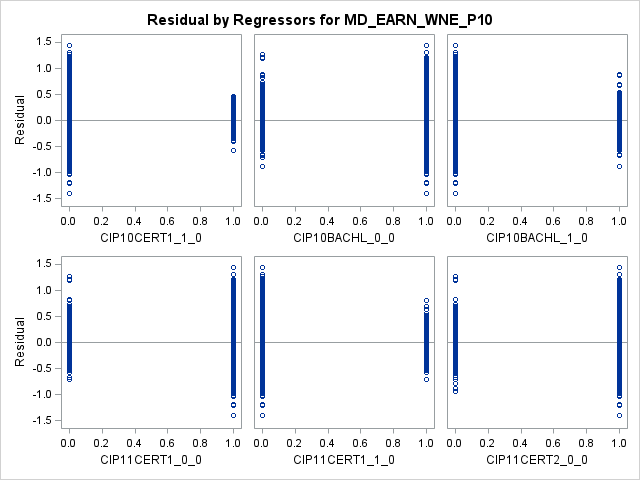 Residual by Regressors for MD_EARN_WNE_P10
Residual
1.5
1.0
0.5
0.0
-0.5
-1.0
-1.5
0.0 0.2 0.4 0.6 0.8 1.0
CIP10CERT1_1_0
0.0 0.2 0.4 0.6 0.8 1.0
CIP10BACHL_0_0
0.0 0.2 0.4 0.6 0.8 1.0
CIP10BACHL_1_0
Residual
1.5
1.0
0.5
0.0
-0.5
-1.0
-1.5
0.0 0.2 0.4 0.6 0.8 1.0
CIP11CERT1_0_0
0.0 0.2 0.4 0.6 0.8 1.0
CIP11CERT1_1_0
0.0 0.2 0.4 0.6 0.8 1.0
CIP11CERT2_0_0